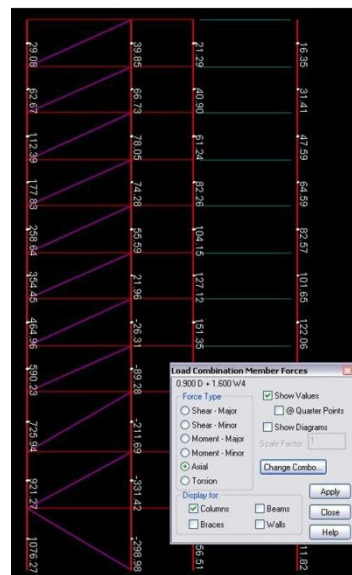 29.08 39.85 21.29 16.35
62.67 66.73 40.90 31.41
112.39 78.05 61.24 47.59
177.83 74.28 82.26 64.59
258.64 55.59 104.15 82.57
354.45 21.96 127.12 101.65
464.96 -26.31 151.35 122.06
590.23 -89.28
725.94 -211.69
921.27 -331.42
1076.27 -298.98 56.51 11.82
Load Combination Member Forces
0.900 D + 1.600 W4
Force Type
Shear - Major
Shear - Minor
Moment - Major
Moment - Minor
Axial
Torsion
Show Values
@ Quarter Points
Show Diagrams
Scale Factor: 1
Change Combo...
Display for:
Columns
Beams
Braces
Walls
Apply
Close
Help